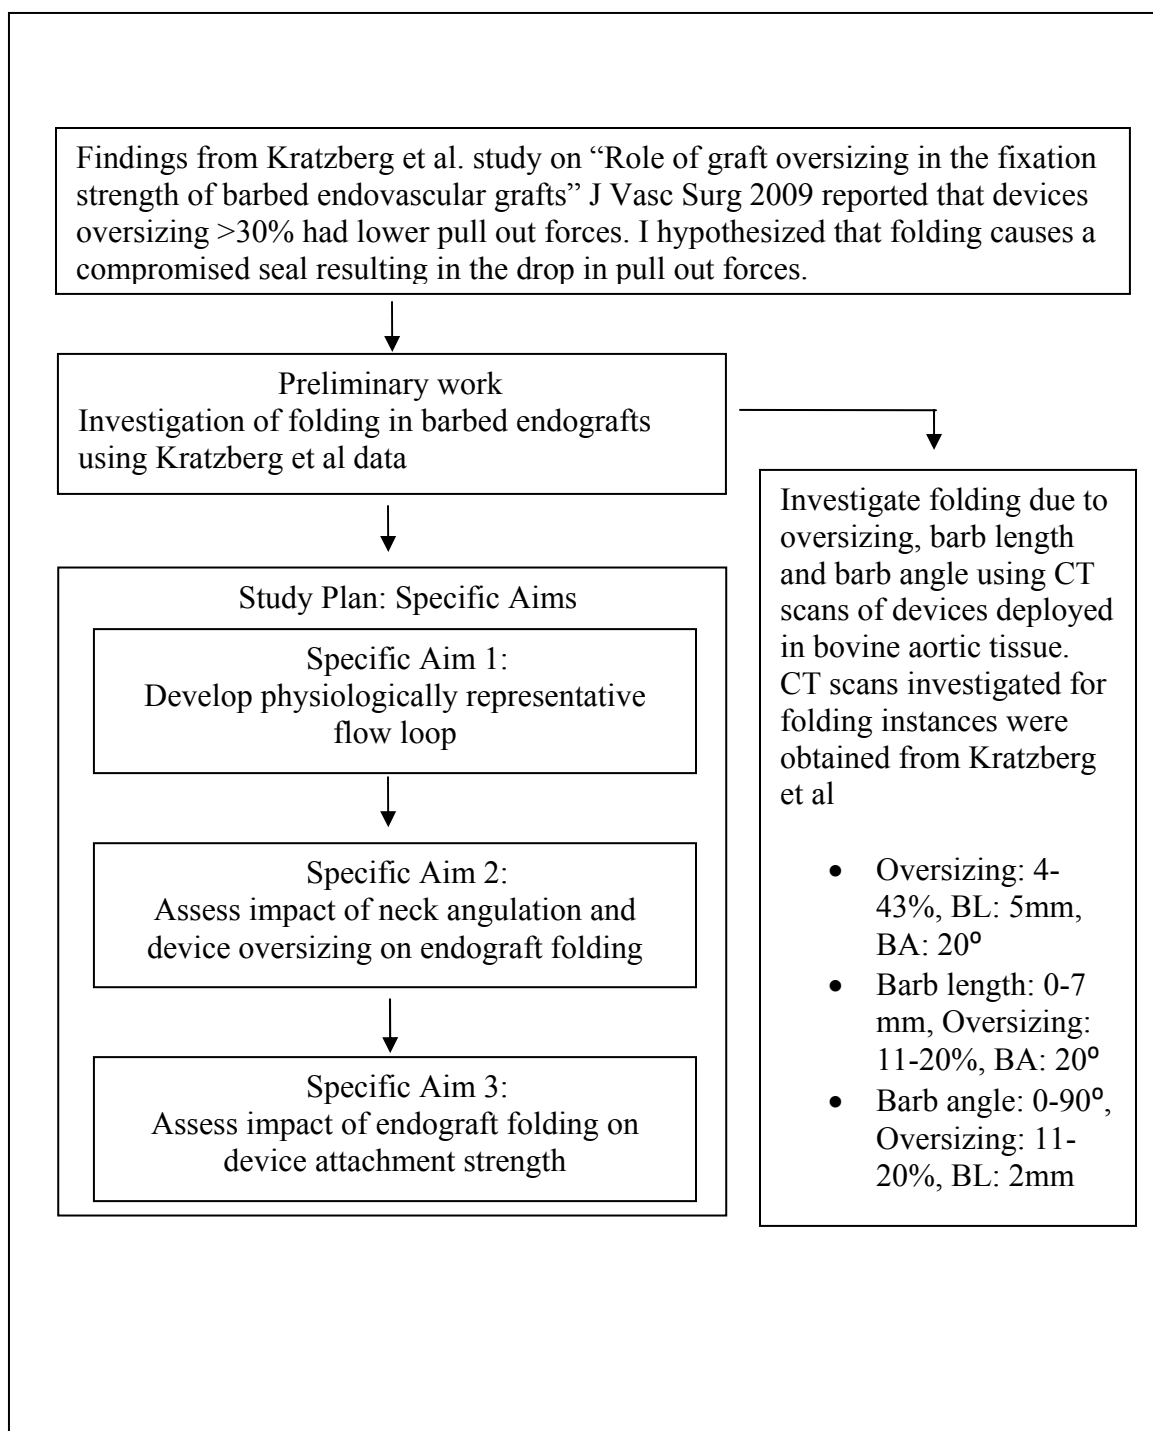 Findings from Kratzberg et al. study on “Role of graft oversizing in the fixation
strength of barbed endovascular grafts” J Vasc Surg 2009 reported that devices
oversizing >30% had lower pull out forces. I hypothesized that folding causes a
compromised seal resulting in the drop in pull out forces.
Preliminary work
Investigation of folding in barbed endografts
using Kratzberg et al data
Study Plan: Specific Aims
Specific Aim 1:
Develop physiologically representative
flow loop
Specific Aim 2:
Assess impact of neck angulation and
device oversizing on endograft folding
Specific Aim 3:
Assess impact of endograft folding on
device attachment strength
Investigate folding due to
oversizing, barb length
and barb angle using CT
scans of devices deployed
in bovine aortic tissue.
CT scans investigated for
folding instances were
obtained from Kratzberg
et al
• Oversizing: 4-
43%, BL: 5mm,
BA: 20⁰
• Barb length: 0-7
mm, Oversizing:
11-20%, BA: 20⁰
• Barb angle: 0-90⁰,
Oversizing: 11-
20%, BL: 2mm